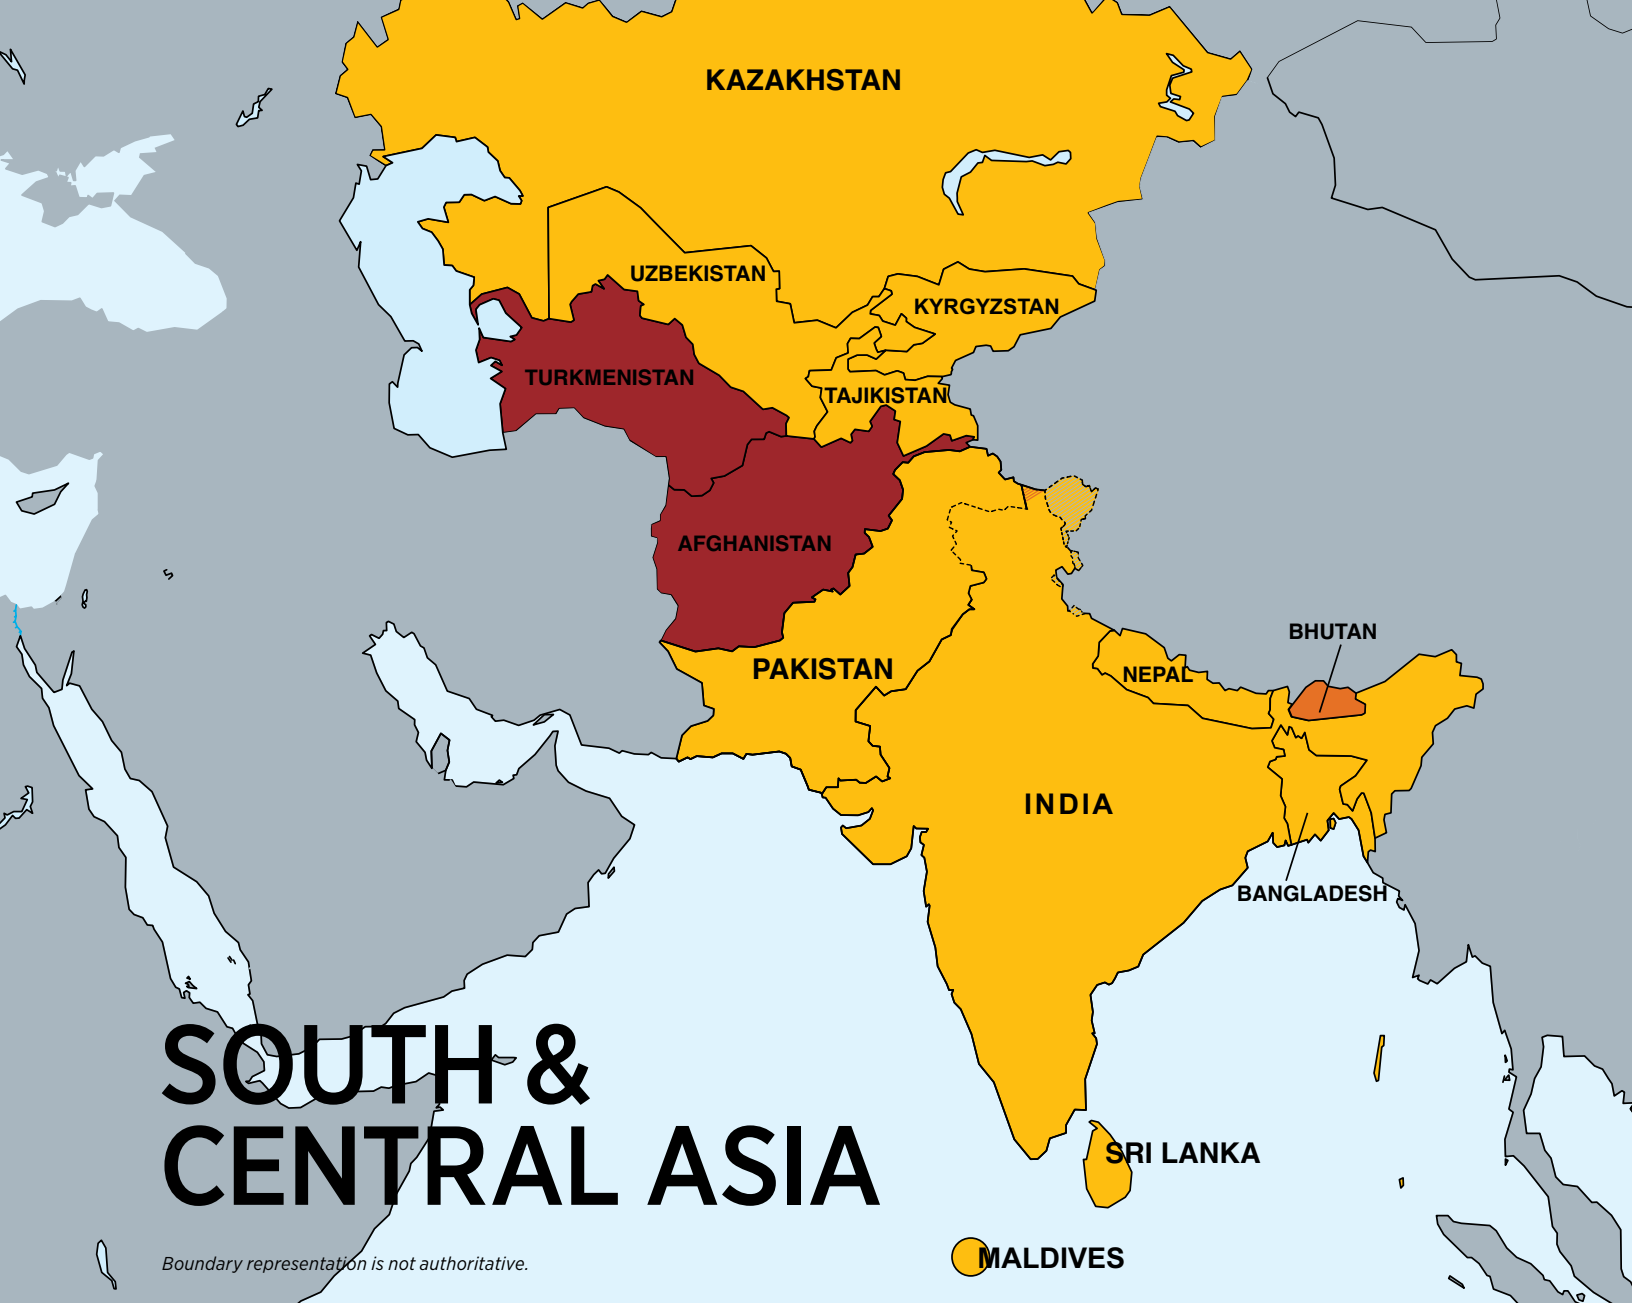 KAZAKHSTAN
UZBEKISTAN
KYRGYZSTAN
TURKMENISTAN
TAJIKISTAN
AFGHANISTAN
BHUTAN
PAKISTAN
NEPAL
INDIA
BANGLADESH
SOUTH &
CENTRAL ASIA
SRI LANKA
MALDIVES
Boundary representation is not authoritative.